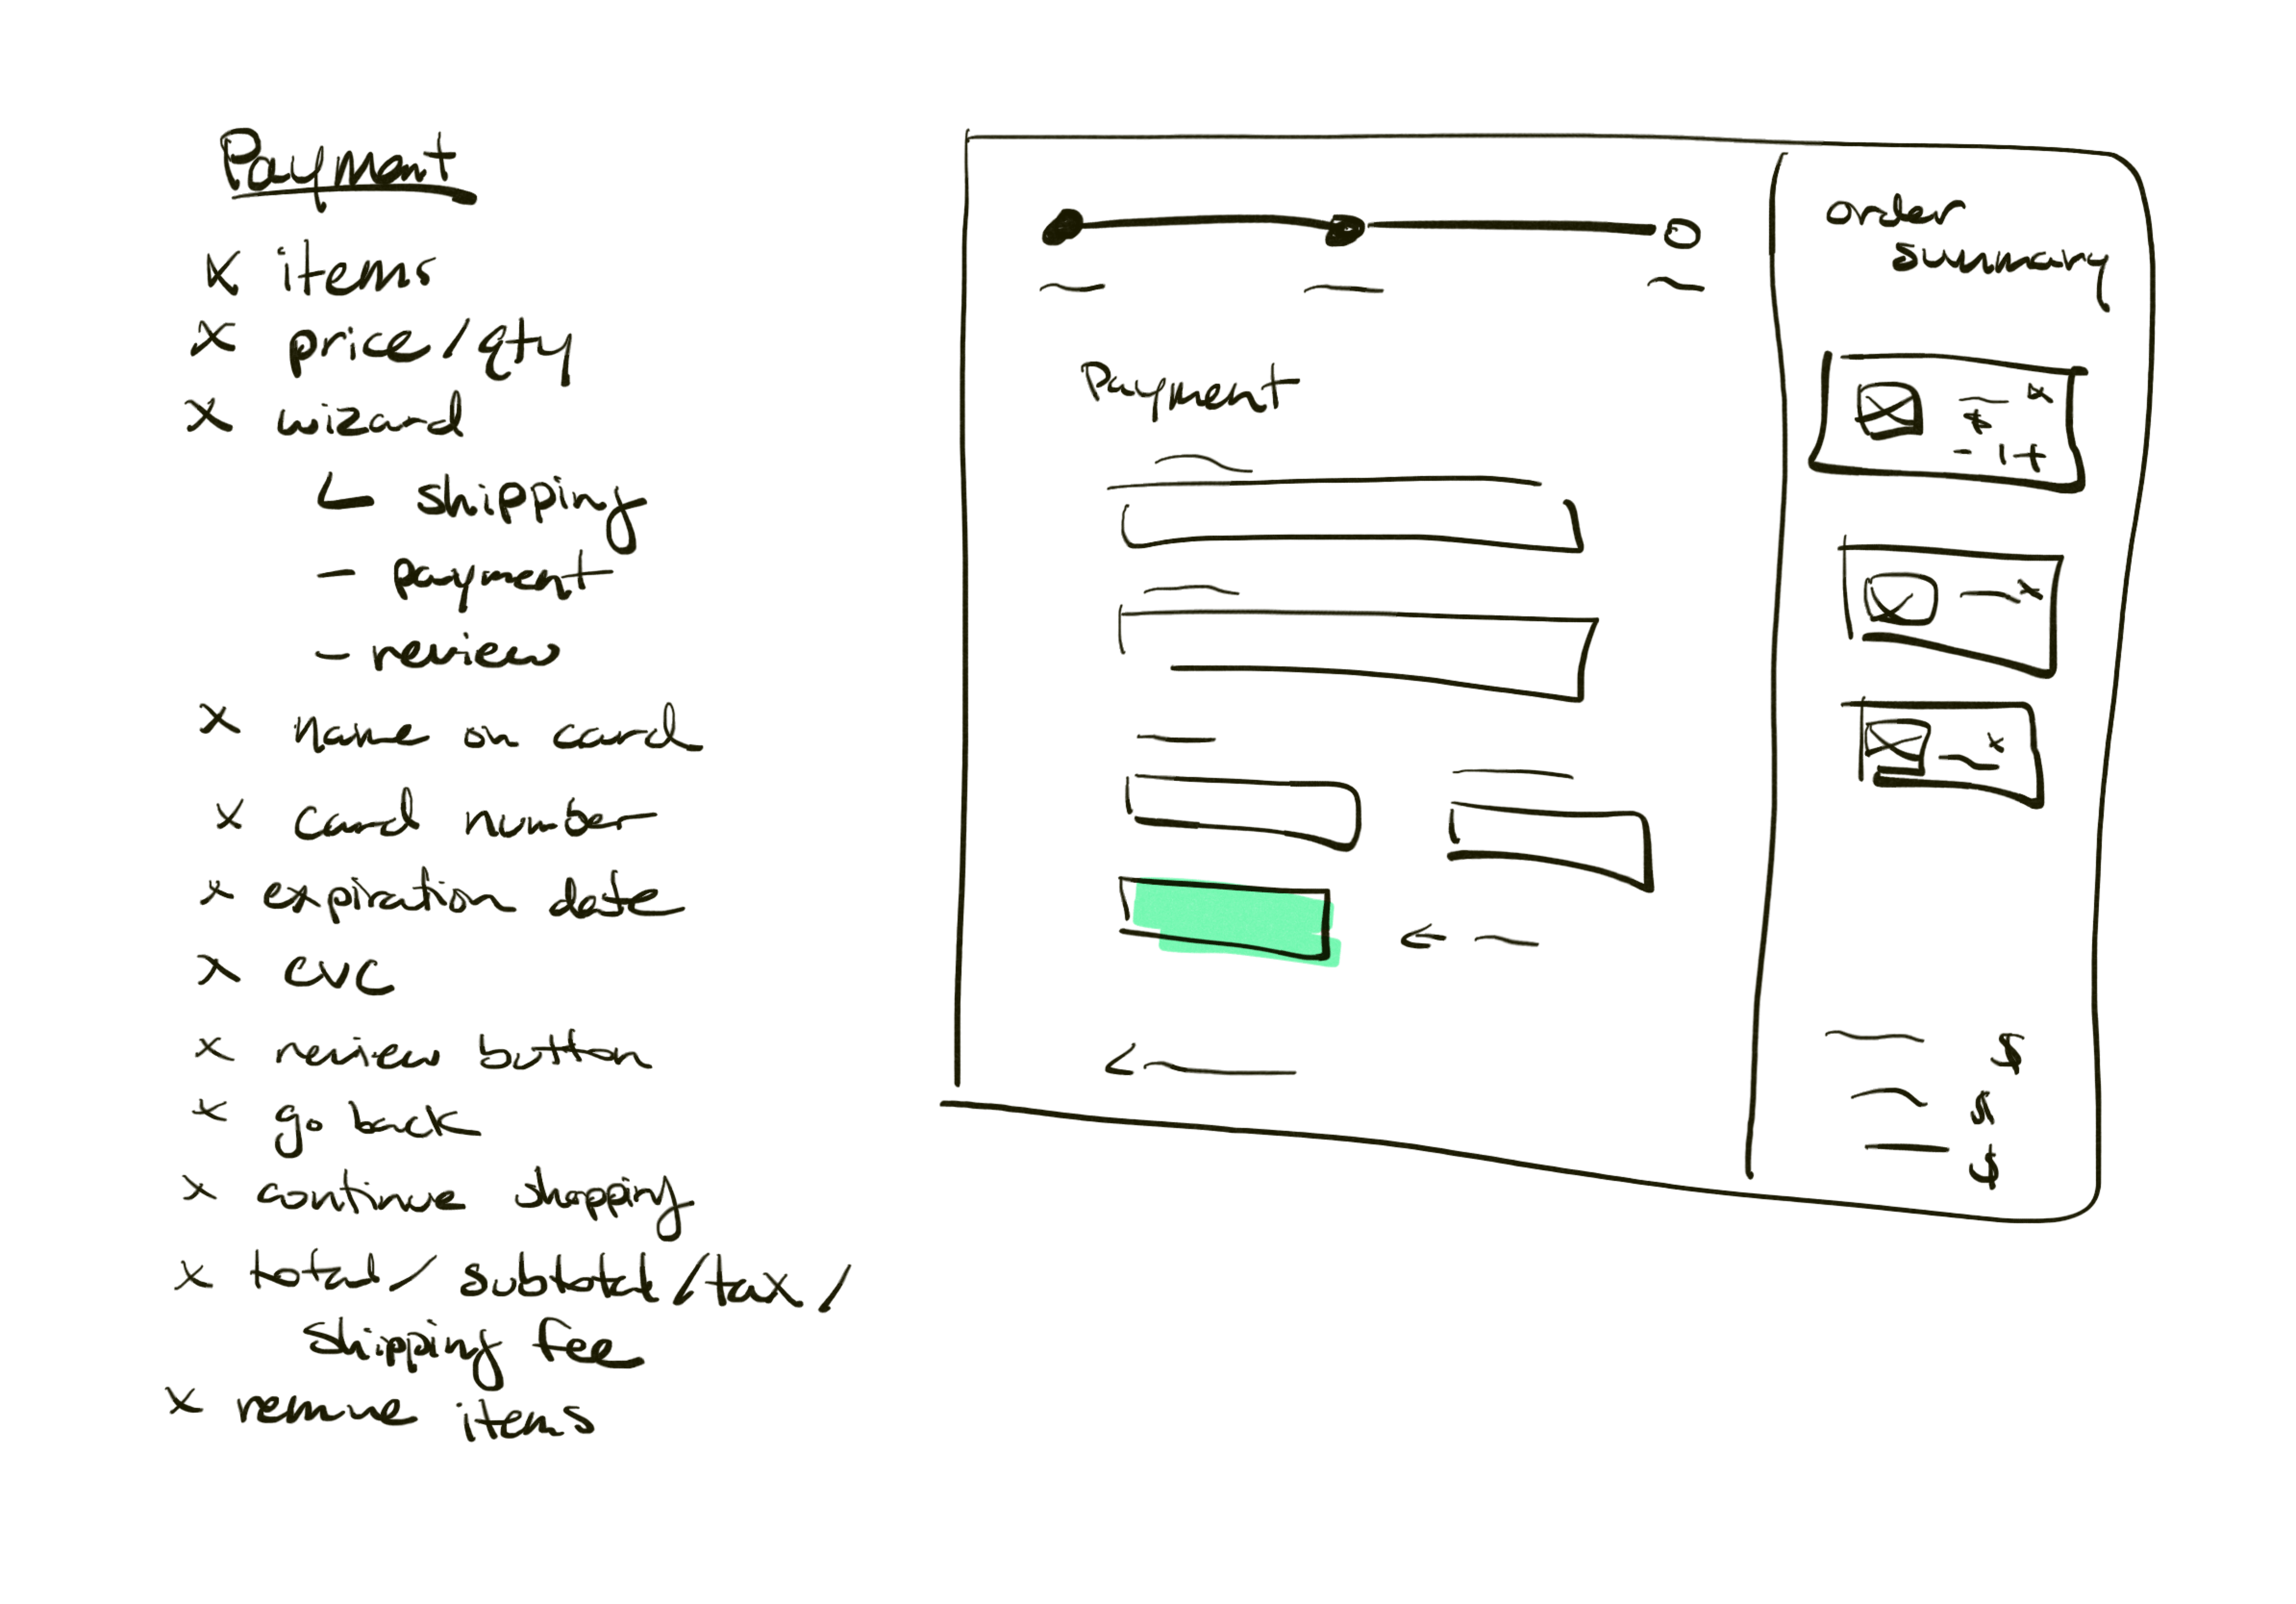 Payment
x items
x price/qty
x wizard
L shipping
- payment
- review
x name on card
x card number
x expiration date
x CVC
x review button
x go back
x continue shopping
x total/subtotal/tax/
shipping fee
x remove items
order
summary
Payment
x
$
- 1 +
x
x
<
$
$
$